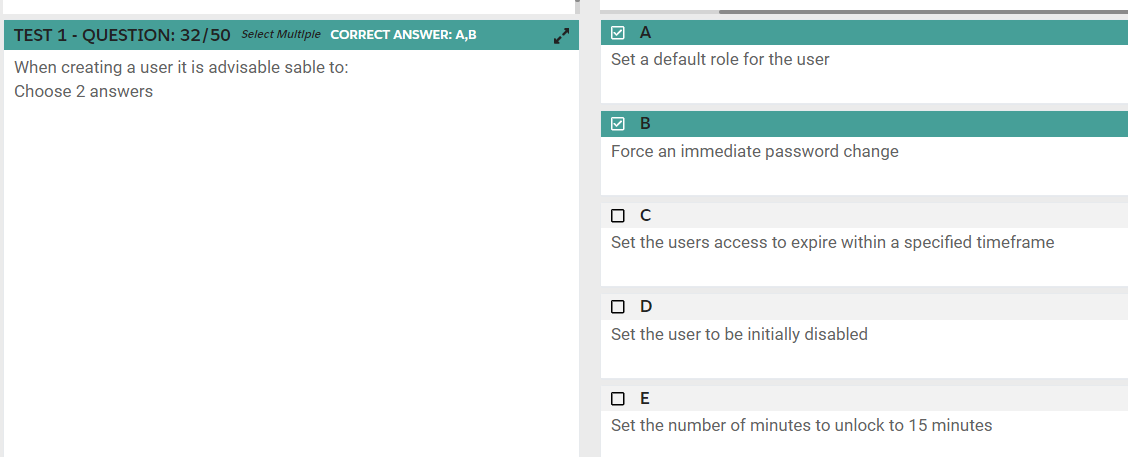 TEST 1 - QUESTION: 32/50 Select Multiple CORRECT ANSWER: A,B
When creating a user it is advisable sable to:
Choose 2 answers
A
Set a default role for the user
B
Force an immediate password change
C
Set the users access to expire within a specified timeframe
D
Set the user to be initially disabled
E
Set the number of minutes to unlock to 15 minutes